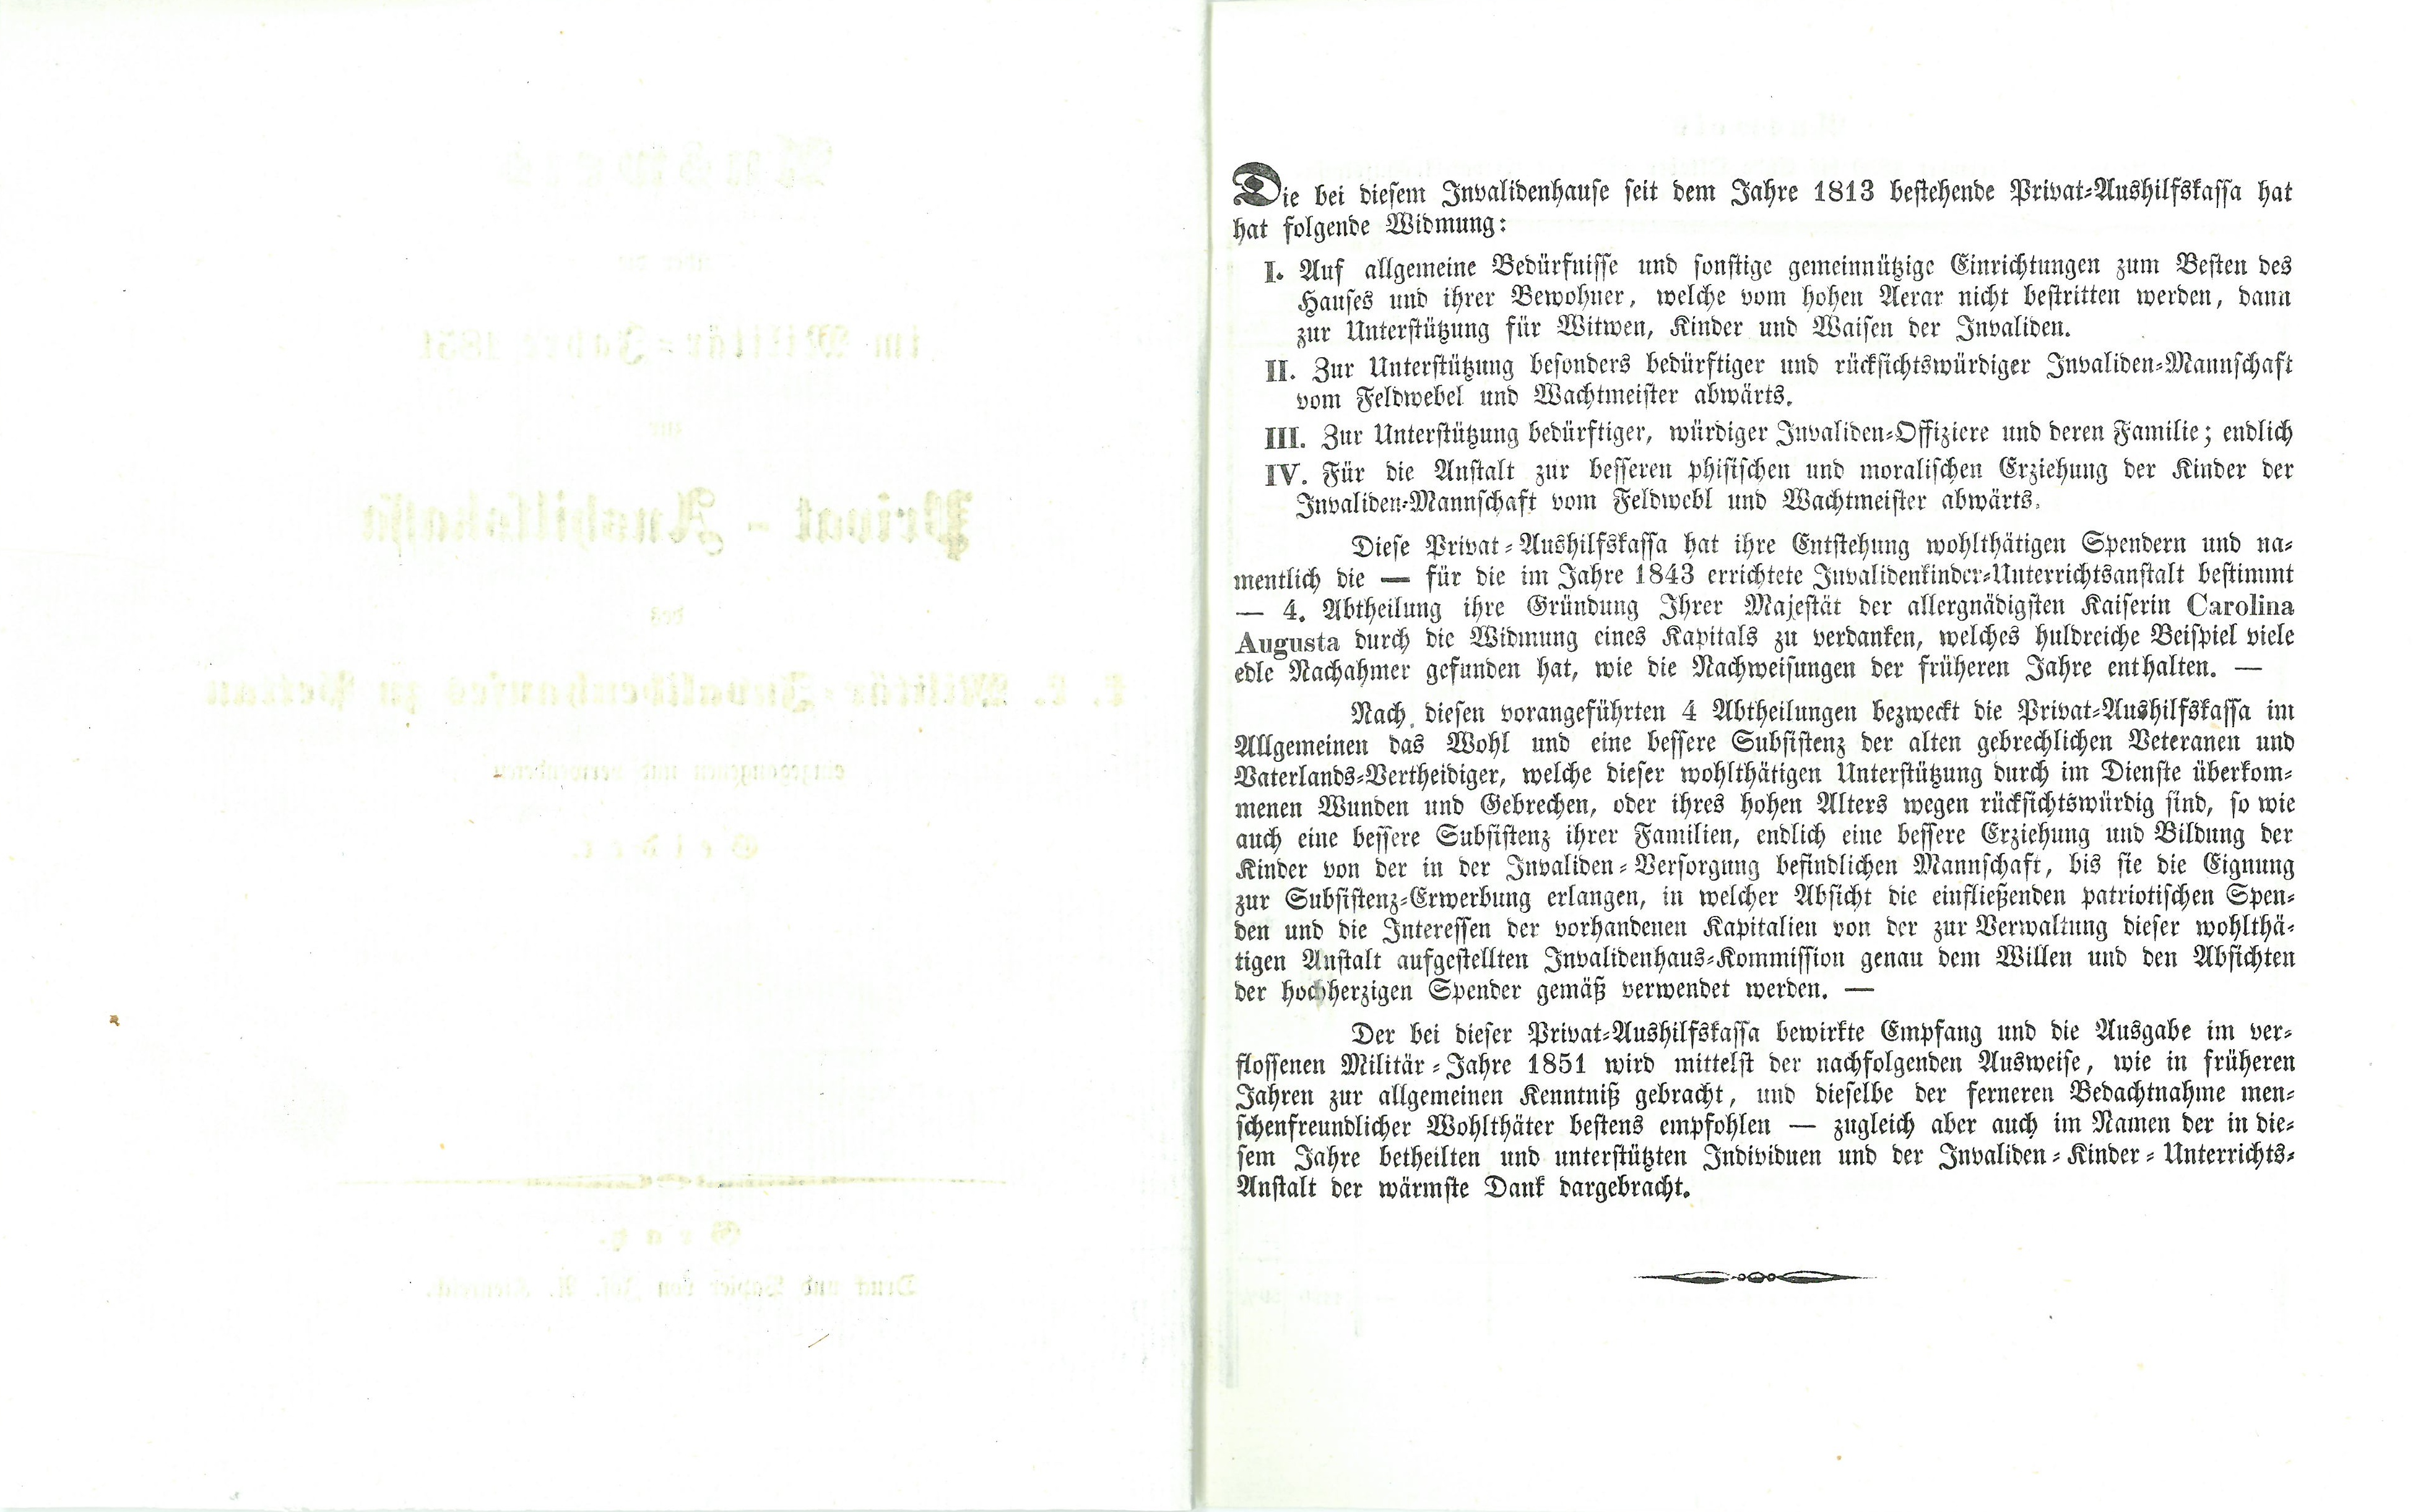 Die bei diesem Invalidenhause seit dem Jahre 1813 bestehende Privat-Aushilfskassa hat
hat folgende Widmung:
I. Auf allgemeine Bedürfnisse und sonstige gemeinnützige Einrichtungen zum Besten des
Hauses und ihrer Bewohner, welche vom hohen Aerar nicht bestritten werden, dann
zur Unterstützung für Witwen, Kinder und Waisen der Invaliden.
II. Zur Unterstützung besonders bedürftiger und rücksichtswürdiger Invaliden-Mannschaft
vom Feldwebel und Wachtmeister abwärts.
III. Zur Unterstützung bedürftiger, würdiger Invaliden-Offiziere und deren Familie; endlich
IV. Für die Anstalt zur besseren phisischen und moralischen Erziehung der Kinder der
Invaliden-Mannschaft vom Feldwebl und Wachtmeister abwärts.
Diese Privat-Aushilfskassa hat ihre Entstehung wohlthätigen Spendern und na-
mentlich die — für die im Jahre 1843 errichtete Invalidenkinder-Unterrichtsanstalt bestimmt
— 4. Abtheilung ihre Gründung Ihrer Majestät der allergnädigsten Kaiserin Carolina
Augusta durch die Widmung eines Kapitals zu verdanken, welches huldreiche Beispiel viele
edle Nachahmer gefunden hat, wie die Nachweisungen der früheren Jahre enthalten. —
Nach diesen vorangeführten 4 Abtheilungen bezweckt die Privat-Aushilfskassa im
Allgemeinen das Wohl und eine bessere Subsistenz der alten gebrechlichen Veteranen und
Vaterlands-Vertheidiger, welche dieser wohlthätigen Unterstützung durch im Dienste überkom-
menen Wunden und Gebrechen, oder ihres hohen Alters wegen rücksichtswürdig sind, so wie
auch eine bessere Subsistenz ihrer Familien, endlich eine bessere Erziehung und Bildung der
Kinder von der in der Invaliden-Versorgung befindlichen Mannschaft, bis sie die Eignung
zur Subsistenz-Erwerbung erlangen, in welcher Absicht die einfließenden patriotischen Spen-
den und die Interessen der vorhandenen Kapitalien von der zur Verwaltung dieser wohlthä-
tigen Anstalt aufgestellten Invalidenhaus-Kommission genau dem Willen und den Absichten
der hochherzigen Spender gemäß verwendet werden. —
Der bei dieser Privat-Aushilfskassa bewirkte Empfang und die Ausgabe im ver-
flossenen Militär-Jahre 1851 wird mittelst der nachfolgenden Ausweise, wie in früheren
Jahren zur allgemeinen Kenntniß gebracht, und dieselbe der ferneren Bedachtnahme men-
schenfreundlicher Wohlthäter bestens empfohlen — zugleich aber auch im Namen der in die-
sem Jahre betheilten und unterstützten Individuen und der Invaliden-Kinder-Unterrichts-
Anstalt der wärmste Dank dargebracht.